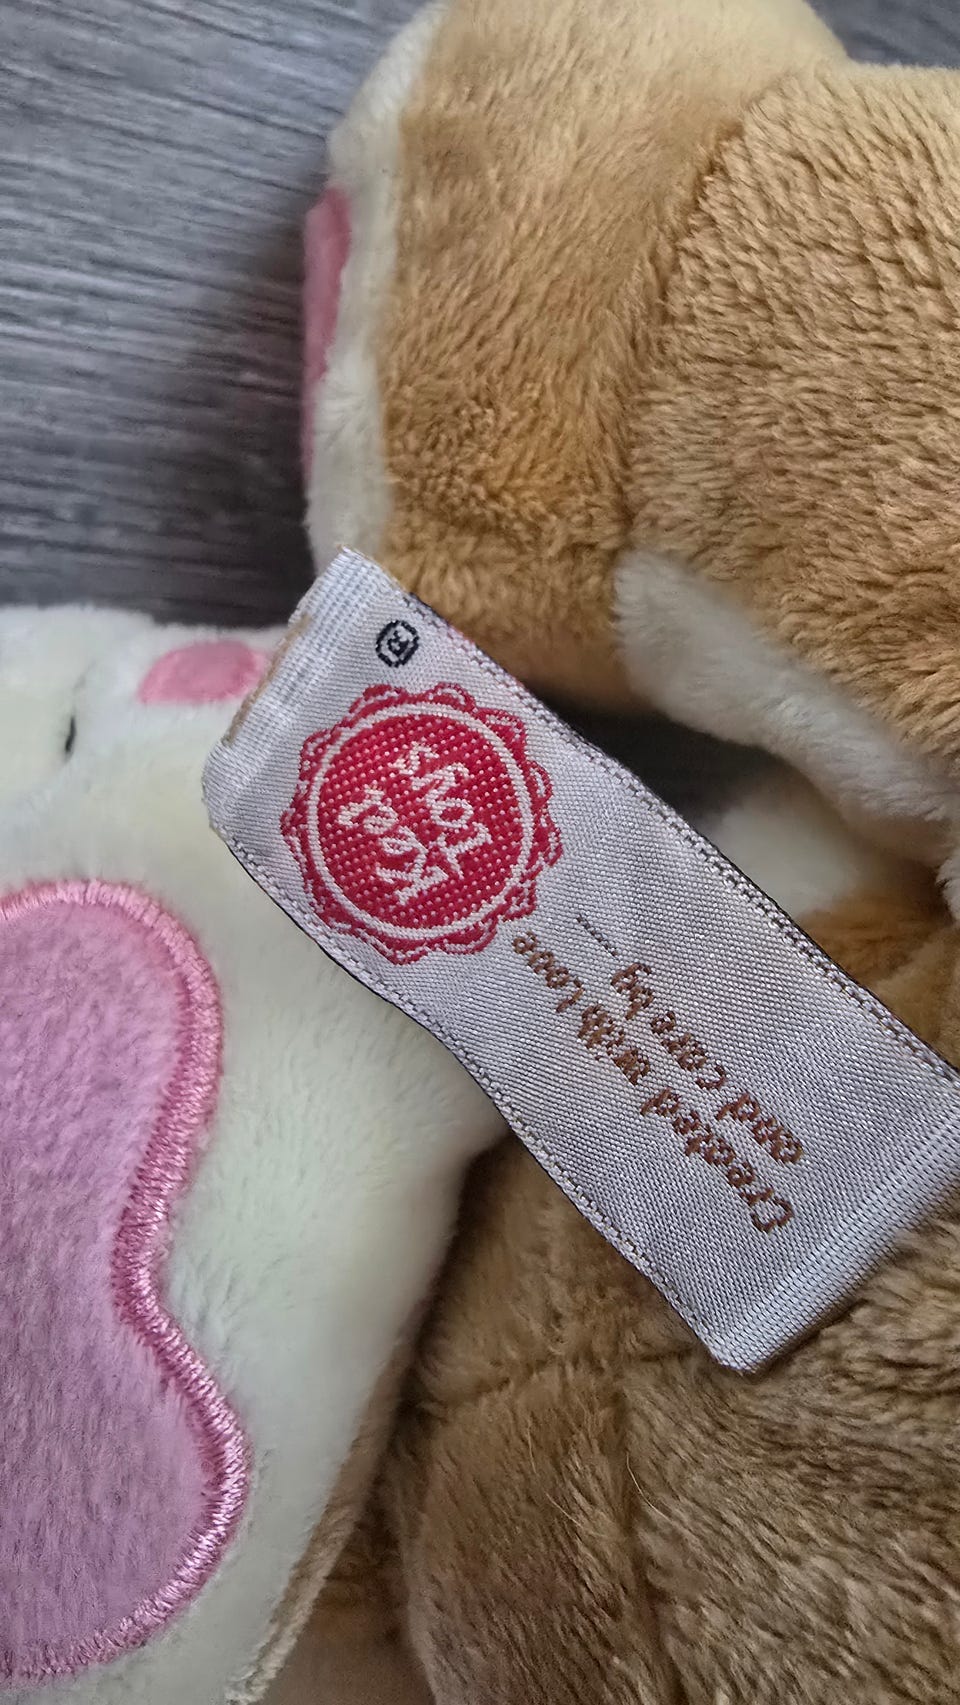 Created with Love
and care by .....
Keel
Toys
®